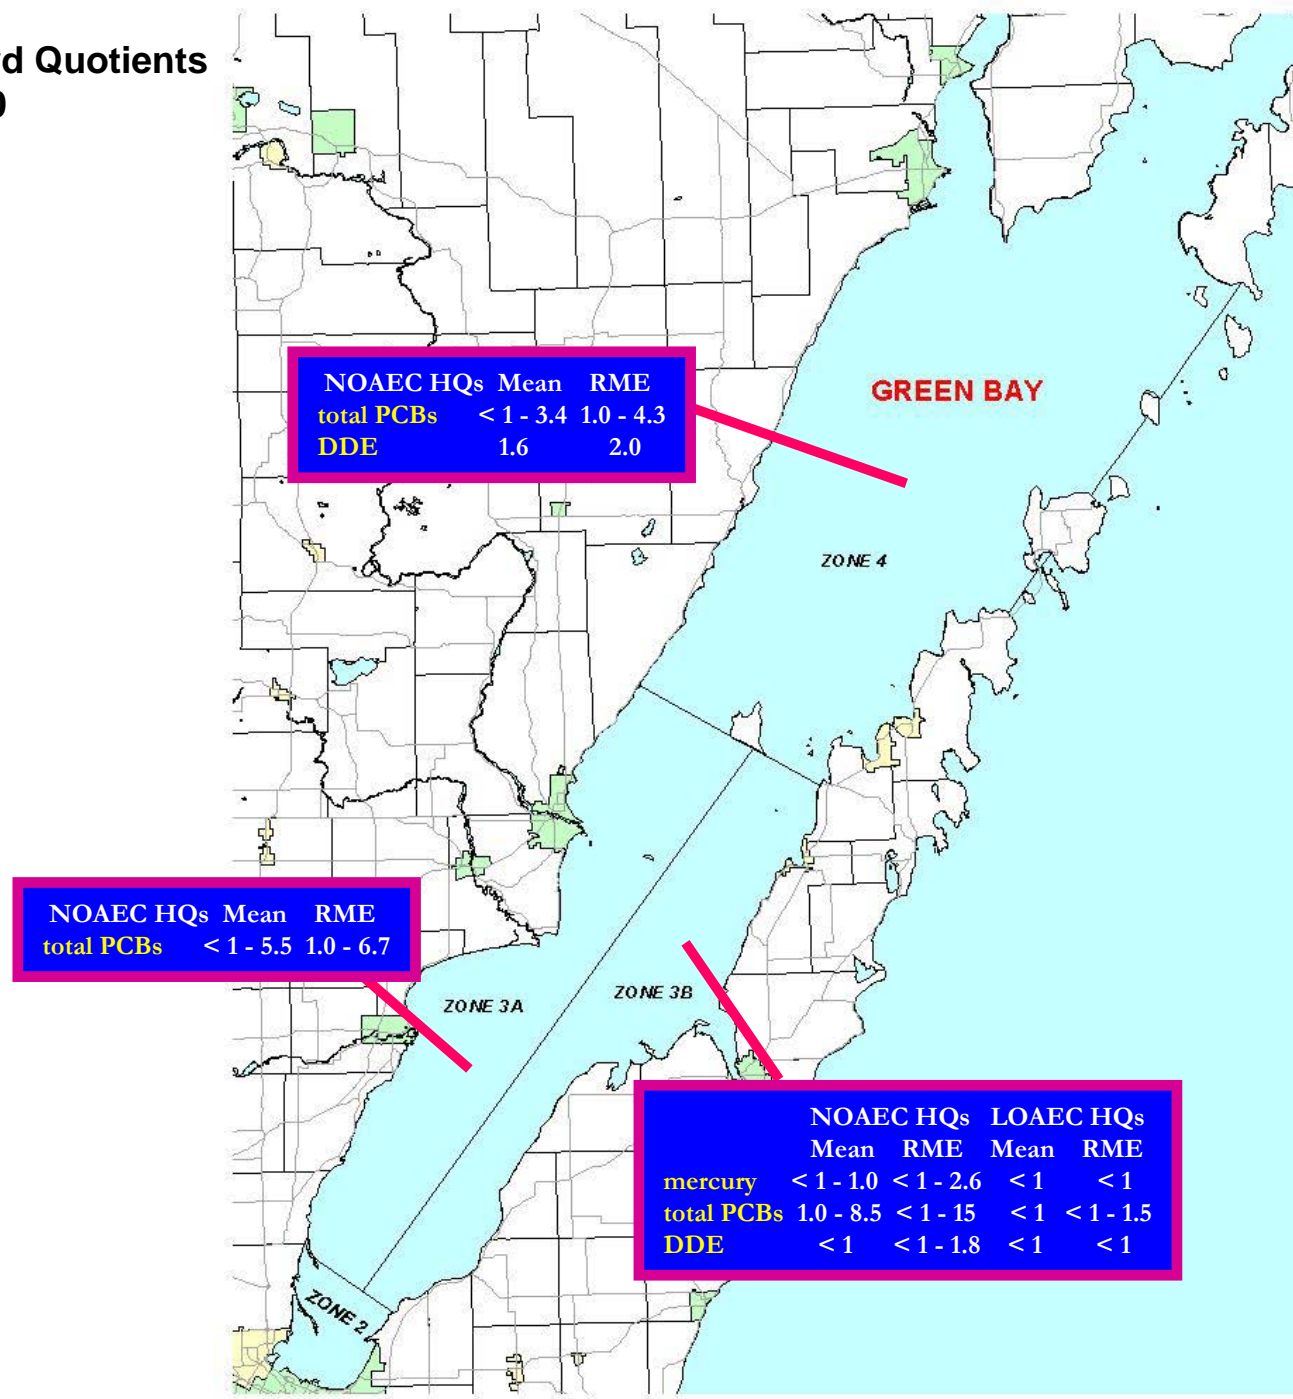 d Quotients
NOAEC HQs Mean RME
total PCBs < 1 - 3.4 1.0 - 4.3
DDE 1.6 2.0
GREEN BAY
ZONE 4
NOAEC HQs Mean RME
total PCBs < 1 - 5.5 1.0 - 6.7
ZONE 3A
ZONE 3B
NOAEC HQs LOAEC HQs
Mean RME Mean RME
mercury < 1 - 1.0 < 1 - 2.6 < 1 < 1
total PCBs 1.0 - 8.5 < 1 - 15 < 1 < 1 - 1.5
DDE < 1 < 1 - 1.8 < 1 < 1
ZONE 2